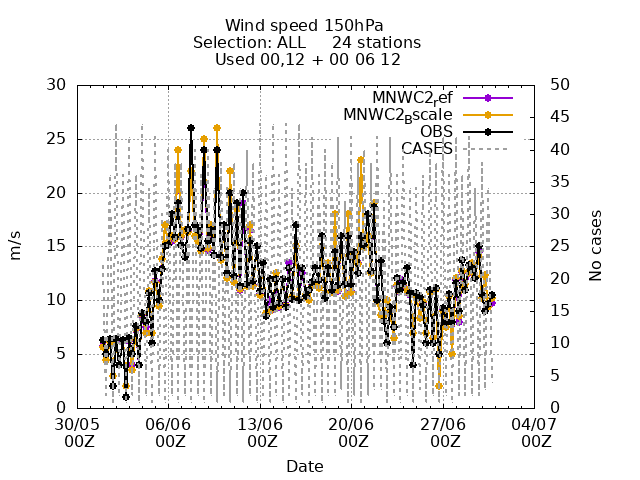 Wind speed 150hPa
Selection: ALL 24 stations
Used 00,12 + 00 06 12
30 50
MNWC2ref
45
MNWC2Bscale
25 OBS 40
CASES
35
20
30
m/s 15 25 No cases
20
10
15
10
5
5
0 0
30/05 06/06 13/06 20/06 27/06 04/07
00Z 00Z 00Z 00Z 00Z 00Z
Date